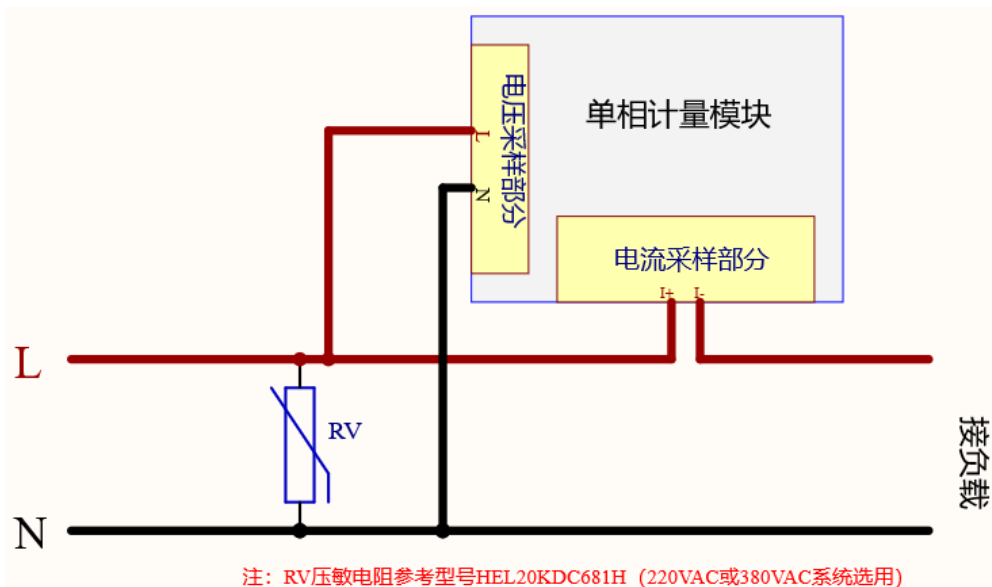 单相计量模块
电压采样部分
L
N
电流采样部分
I+ I-
L
RV
接负载
N
注：RV压敏电阻参考型号HEL20KDC681H（220VAC或380VAC系统选用）